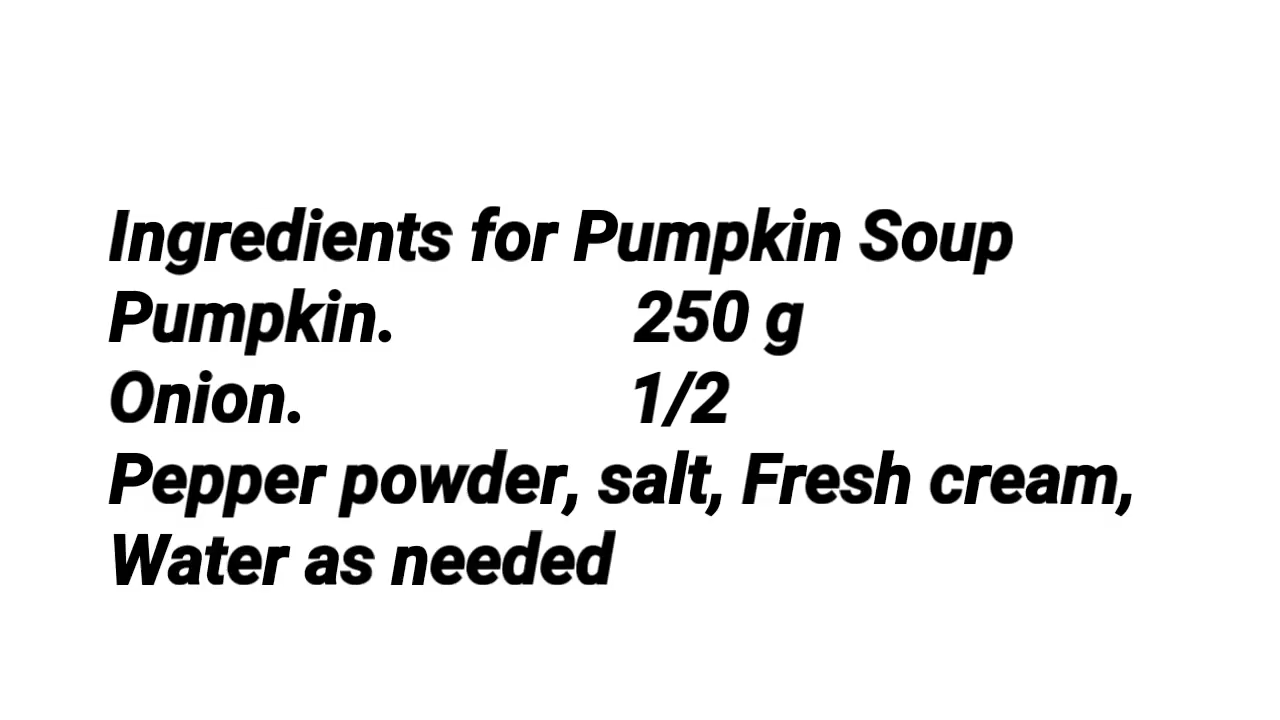 Ingredients for Pumpkin Soup
Pumpkin. 250 g
Onion. 1/2
Pepper powder, salt, Fresh cream,
Water as needed